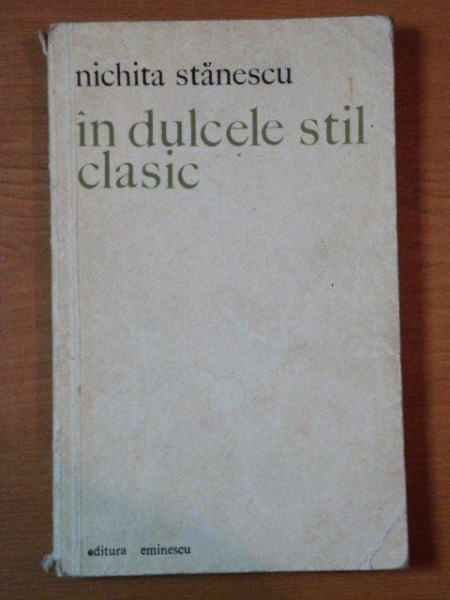 nichita stănescu
în dulcele stil
clasic
editura eminescu